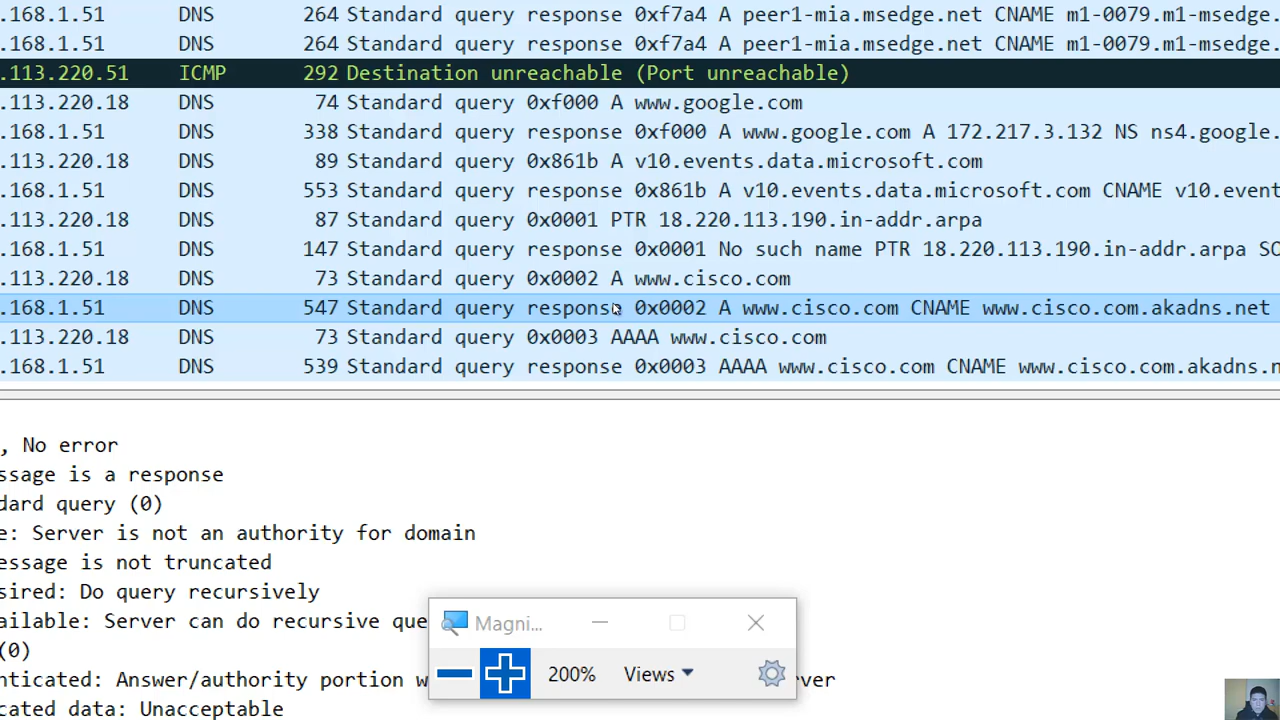 .168.1.51 DNS 264 Standard query response 0xf7a4 A peer1-mia.msedge.net CNAME m1-0079.m1-msedge.
.168.1.51 DNS 264 Standard query response 0xf7a4 A peer1-mia.msedge.net CNAME m1-0079.m1-msedge.
.113.220.51 ICMP 292 Destination unreachable (Port unreachable)
.113.220.18 DNS 74 Standard query 0xf000 A www.google.com
.168.1.51 DNS 338 Standard query response 0xf000 A www.google.com A 172.217.3.132 NS ns4.google.
.113.220.18 DNS 89 Standard query 0x861b A v10.events.data.microsoft.com
.168.1.51 DNS 553 Standard query response 0x861b A v10.events.data.microsoft.com CNAME v10.event
.113.220.18 DNS 87 Standard query 0x0001 PTR 18.220.113.190.in-addr.arpa
.168.1.51 DNS 147 Standard query response 0x0001 No such name PTR 18.220.113.190.in-addr.arpa SO
.113.220.18 DNS 73 Standard query 0x0002 A www.cisco.com
.168.1.51 DNS 547 Standard query response 0x0002 A www.cisco.com CNAME www.cisco.com.akadns.net
.113.220.18 DNS 73 Standard query 0x0003 AAAA www.cisco.com
.168.1.51 DNS 539 Standard query response 0x0003 AAAA www.cisco.com CNAME www.cisco.com.akadns.n
, No error
ssage is a response
dard query (0)
e: Server is not an authority for domain
essage is not truncated
sired: Do query recursively
ailable: Server can do recursive que
(0)
nticated: Answer/authority portion w
rver
cated data: Unacceptable
Magni...
200% Views